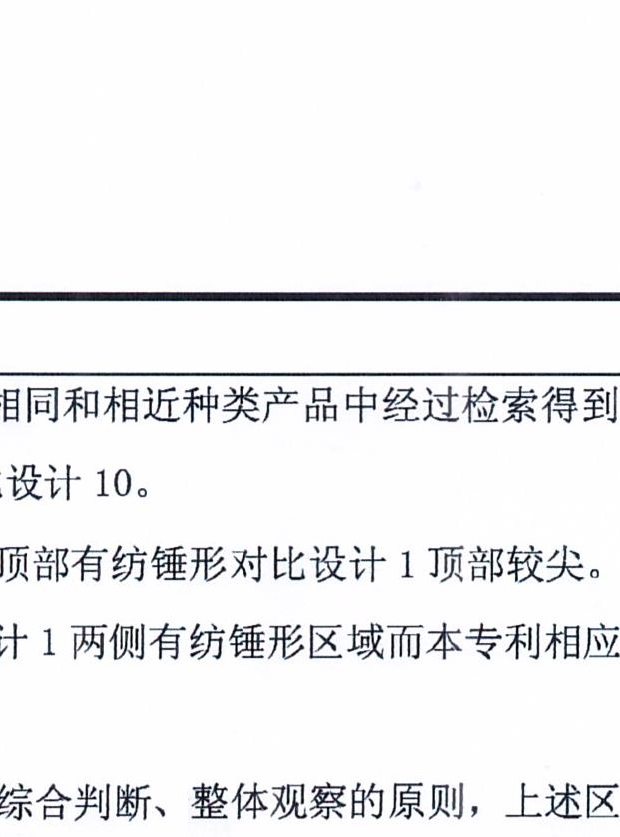 相同和相近种类产品中经过检索得到
设计 10。
顶部有纺锤形对比设计 1 顶部较尖。
计 1 两侧有纺锤形区域而本专利相应
综合判断、整体观察的原则，上述区